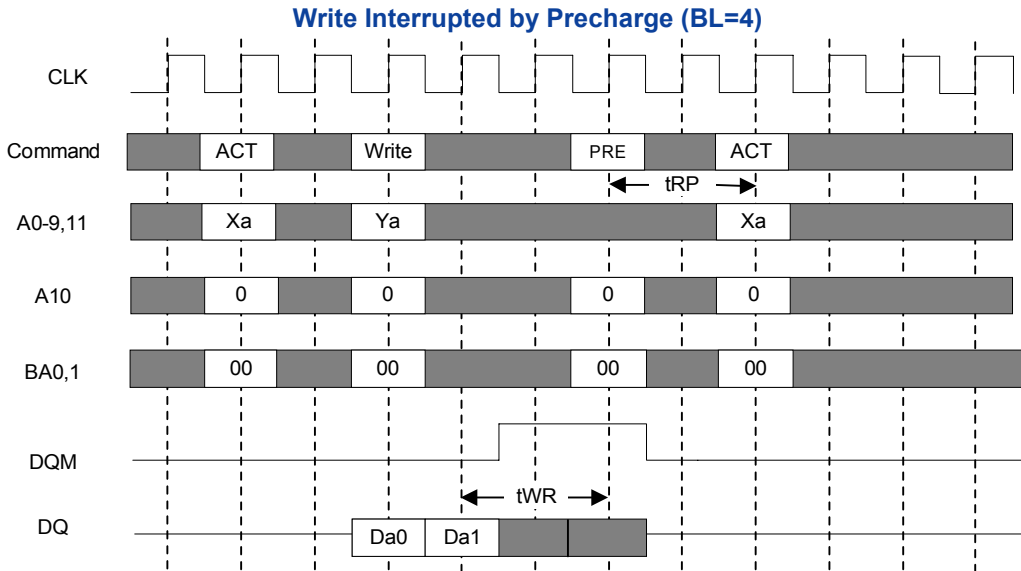 Write Interrupted by Precharge (BL=4)
CLK
Command ACT Write PRE ACT
tRP
A0-9,11 Xa Ya Xa
A10 0 0 0 0
BA0,1 00 00 00 00
DQM
tWR
DQ Da0 Da1